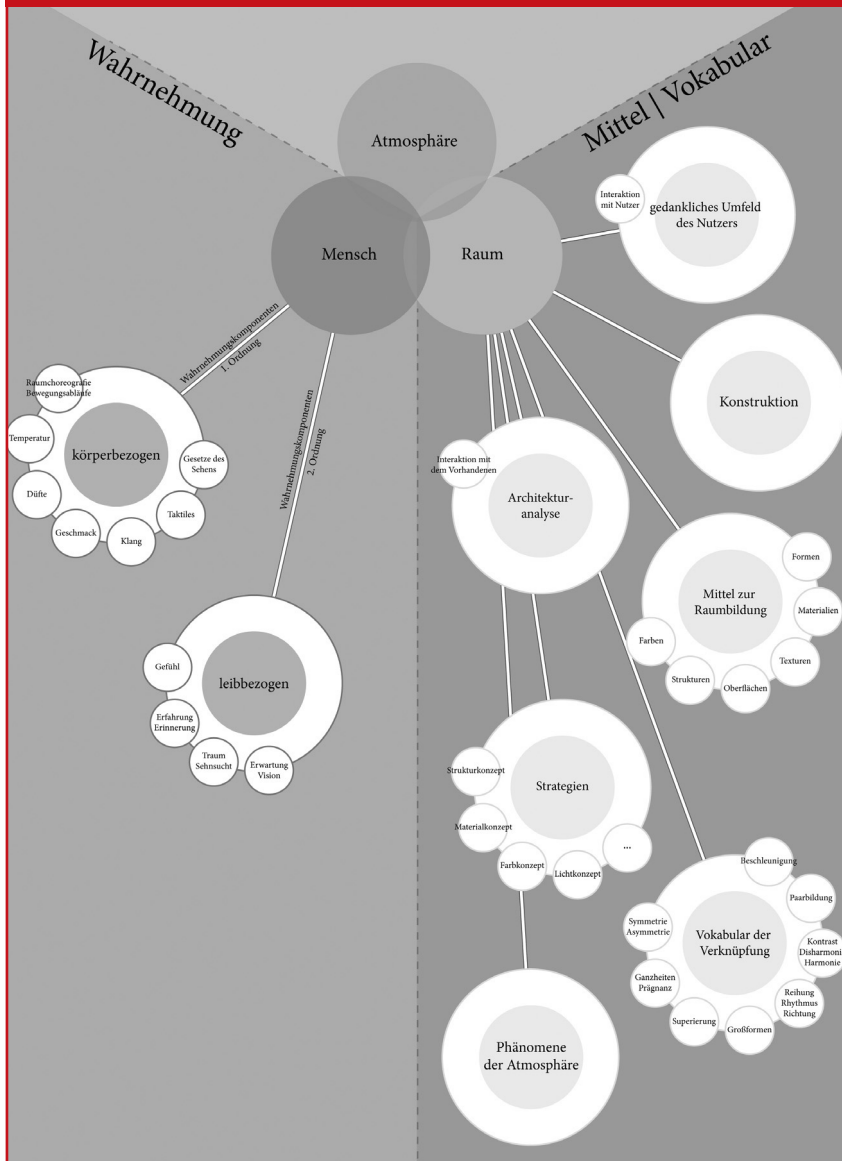 Wahrnehmung
Mittel | Vokabular
Atmosphäre
Mensch
Raum
Wahrnehmungskomponenten
1. Ordnung
Wahrnehmungskomponenten
2. Ordnung
körperbezogen
Raumchoreografie
Bewegungsabläufe
Temperatur
Düfte
Geschmack
Klang
Taktiles
Gesetze des
Sehens
leibbezogen
Gefühl
Erfahrung
Erinnerung
Traum
Sehnsucht
Erwartung
Vision
Interaktion
mit Nutzer
gedankliches Umfeld
des Nutzers
Konstruktion
Interaktion mit
dem Vorhandenen
Architektur-
analyse
Mittel zur
Raumbildung
Formen
Materialien
Texturen
Oberflächen
Strukturen
Farben
Strategien
Strukturkonzept
Materialkonzept
Farbkonzept
Lichtkonzept
...
Vokabular der
Verknüpfung
Beschleunigung
Paarbildung
Kontrast
Disharmonie
Harmonie
Reihung
Rhythmus
Richtung
Großformen
Superierung
Ganzheiten
Prägnanz
Symmetrie
Asymmetrie
Phänomene
der Atmosphäre